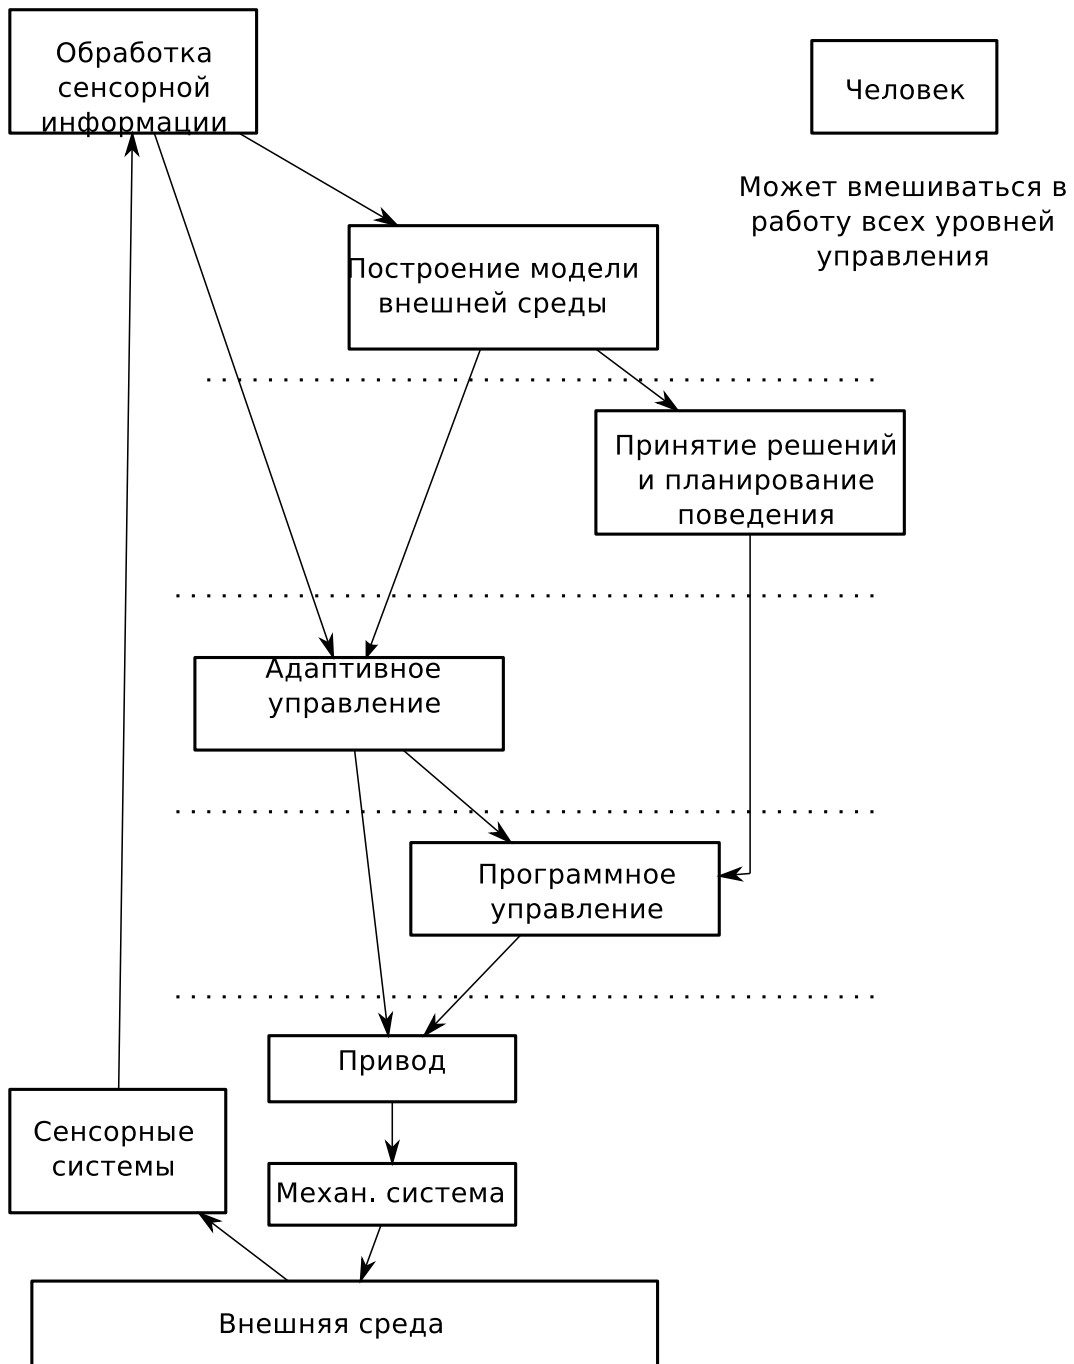 Обработка
сенсорной
информации
Человек
Может вмешиваться в
работу всех уровней
управления
Построение модели
внешней среды
Принятие решений
и планирование
поведения
Адаптивное
управление
Программное
управление
Привод
Сенсорные
системы
Механ. система
Внешняя среда